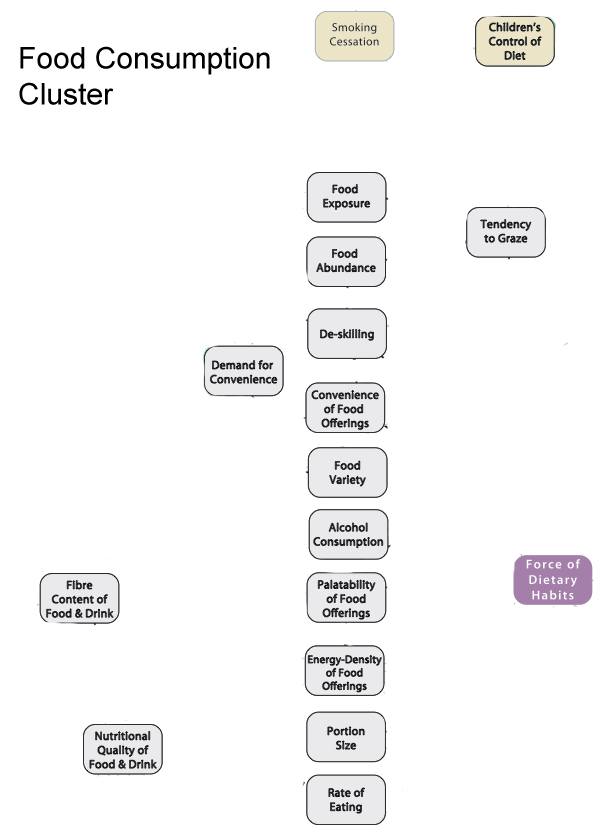 Smoking
Cessation
Children's
Control of
Diet
Food Consumption
Cluster
Food
Exposure
Tendency
to Graze
Food
Abundance
De-skilling
Demand for
Convenience
Convenience
of Food
Offerings
Food
Variety
Alcohol
Consumption
Force of
Dietary
Habits
Fibre
Content of
Food & Drink
Palatability
of Food
Offerings
Energy-Density
of Food
Offerings
Nutritional
Quality of
Food & Drink
Portion
Size
Rate of
Eating